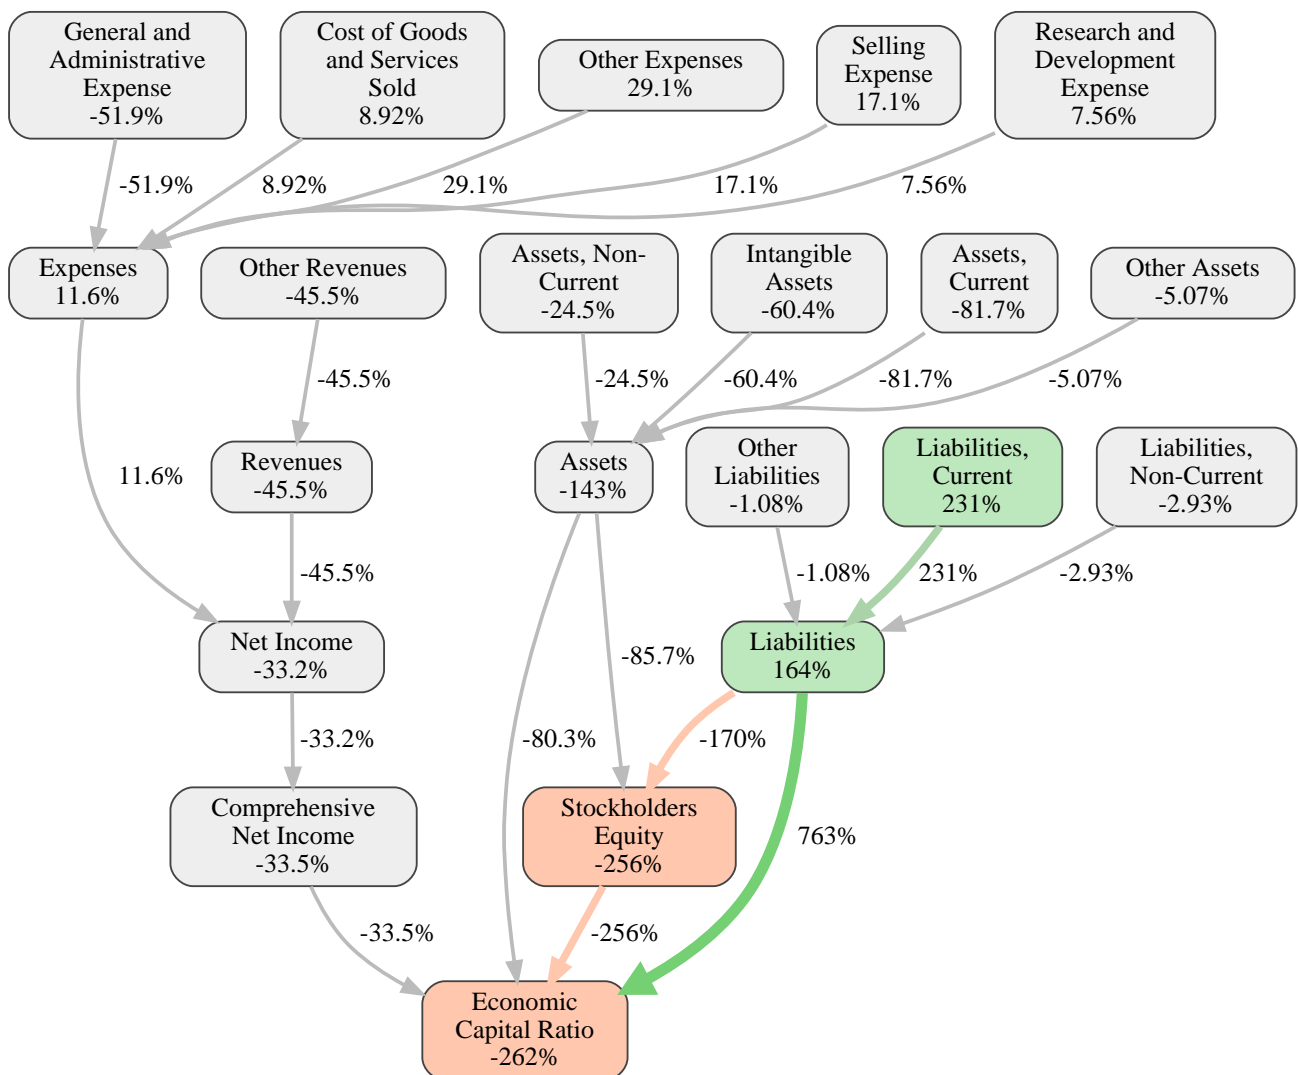 General and
Administrative
Expense
-51.9%
Cost of Goods
and Services
Sold
8.92%
Other Expenses
29.1%
Selling
Expense
17.1%
Research and
Development
Expense
7.56%
-51.9%
8.92%
29.1%
17.1%
7.56%
Expenses
11.6%
Other Revenues
-45.5%
Assets, Non-
Current
-24.5%
Intangible
Assets
-60.4%
Assets,
Current
-81.7%
Other Assets
-5.07%
-45.5%
-24.5%
-60.4%
-81.7%
-5.07%
11.6%
Revenues
-45.5%
Assets
-143%
Other
Liabilities
-1.08%
Liabilities,
Current
231%
Liabilities,
Non-Current
-2.93%
-45.5%
-1.08%
231%
-2.93%
Net Income
-33.2%
-85.7%
Liabilities
164%
-33.2%
-80.3%
-170%
Comprehensive
Net Income
-33.5%
Stockholders
Equity
-256%
763%
-33.5%
-256%
Economic
Capital Ratio
-262%